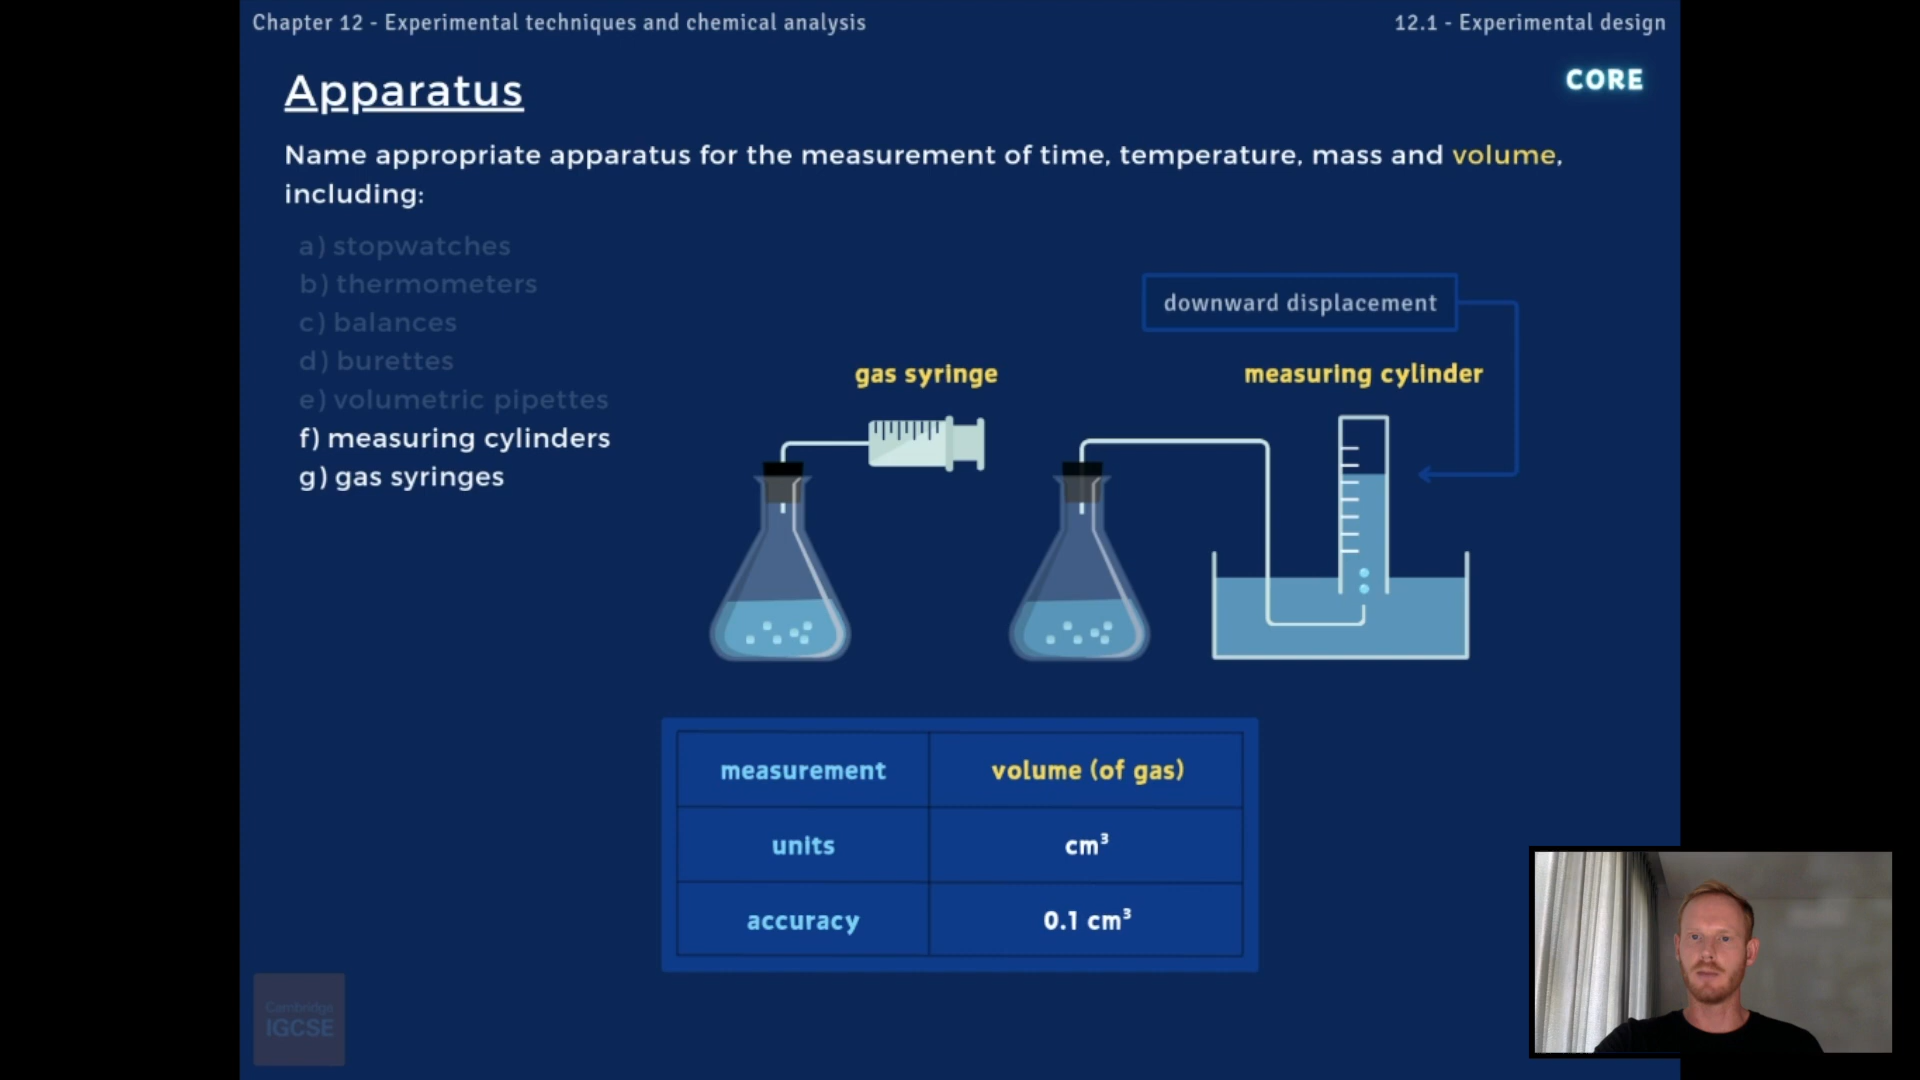 Chapter 12 - Experimental techniques and chemical analysis
12.1 - Experimental design
CORE
Apparatus
Name appropriate apparatus for the measurement of time, temperature, mass and volume,
including:
a) stopwatches
b) thermometers
c) balances
d) burettes
e) volumetric pipettes
f) measuring cylinders
g) gas syringes
downward displacement
gas syringe
measuring cylinder
measurement
volume (of gas)
units
cm³
accuracy
0.1 cm³
Cambridge
IGCSE